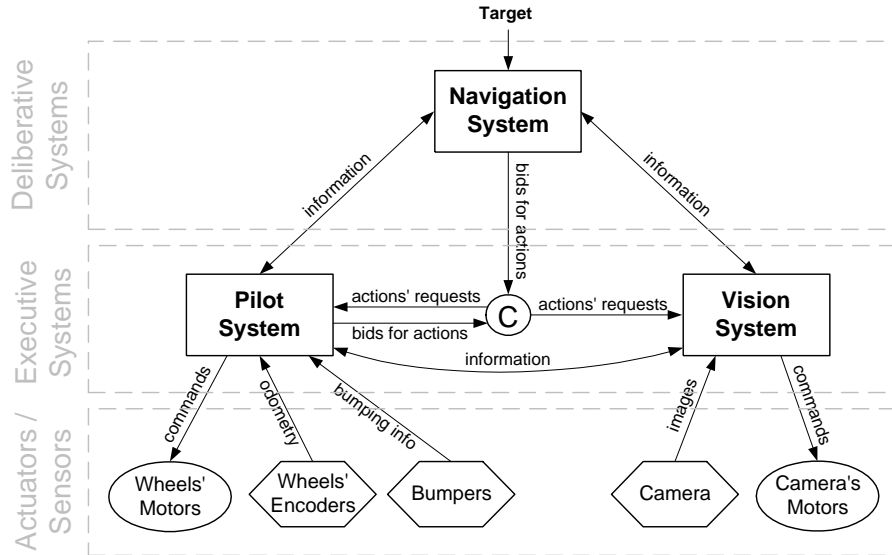 Target
Deliberative
Systems
Navigation
System
information
bids for actions
information
Executive
Systems
Pilot
System
actions' requests
C
actions' requests
bids for actions
Vision
System
information
Actuators /
Sensors
commands
odometry
bumping info
images
commands
Wheels'
Motors
Wheels'
Encoders
Bumpers
Camera
Camera's
Motors